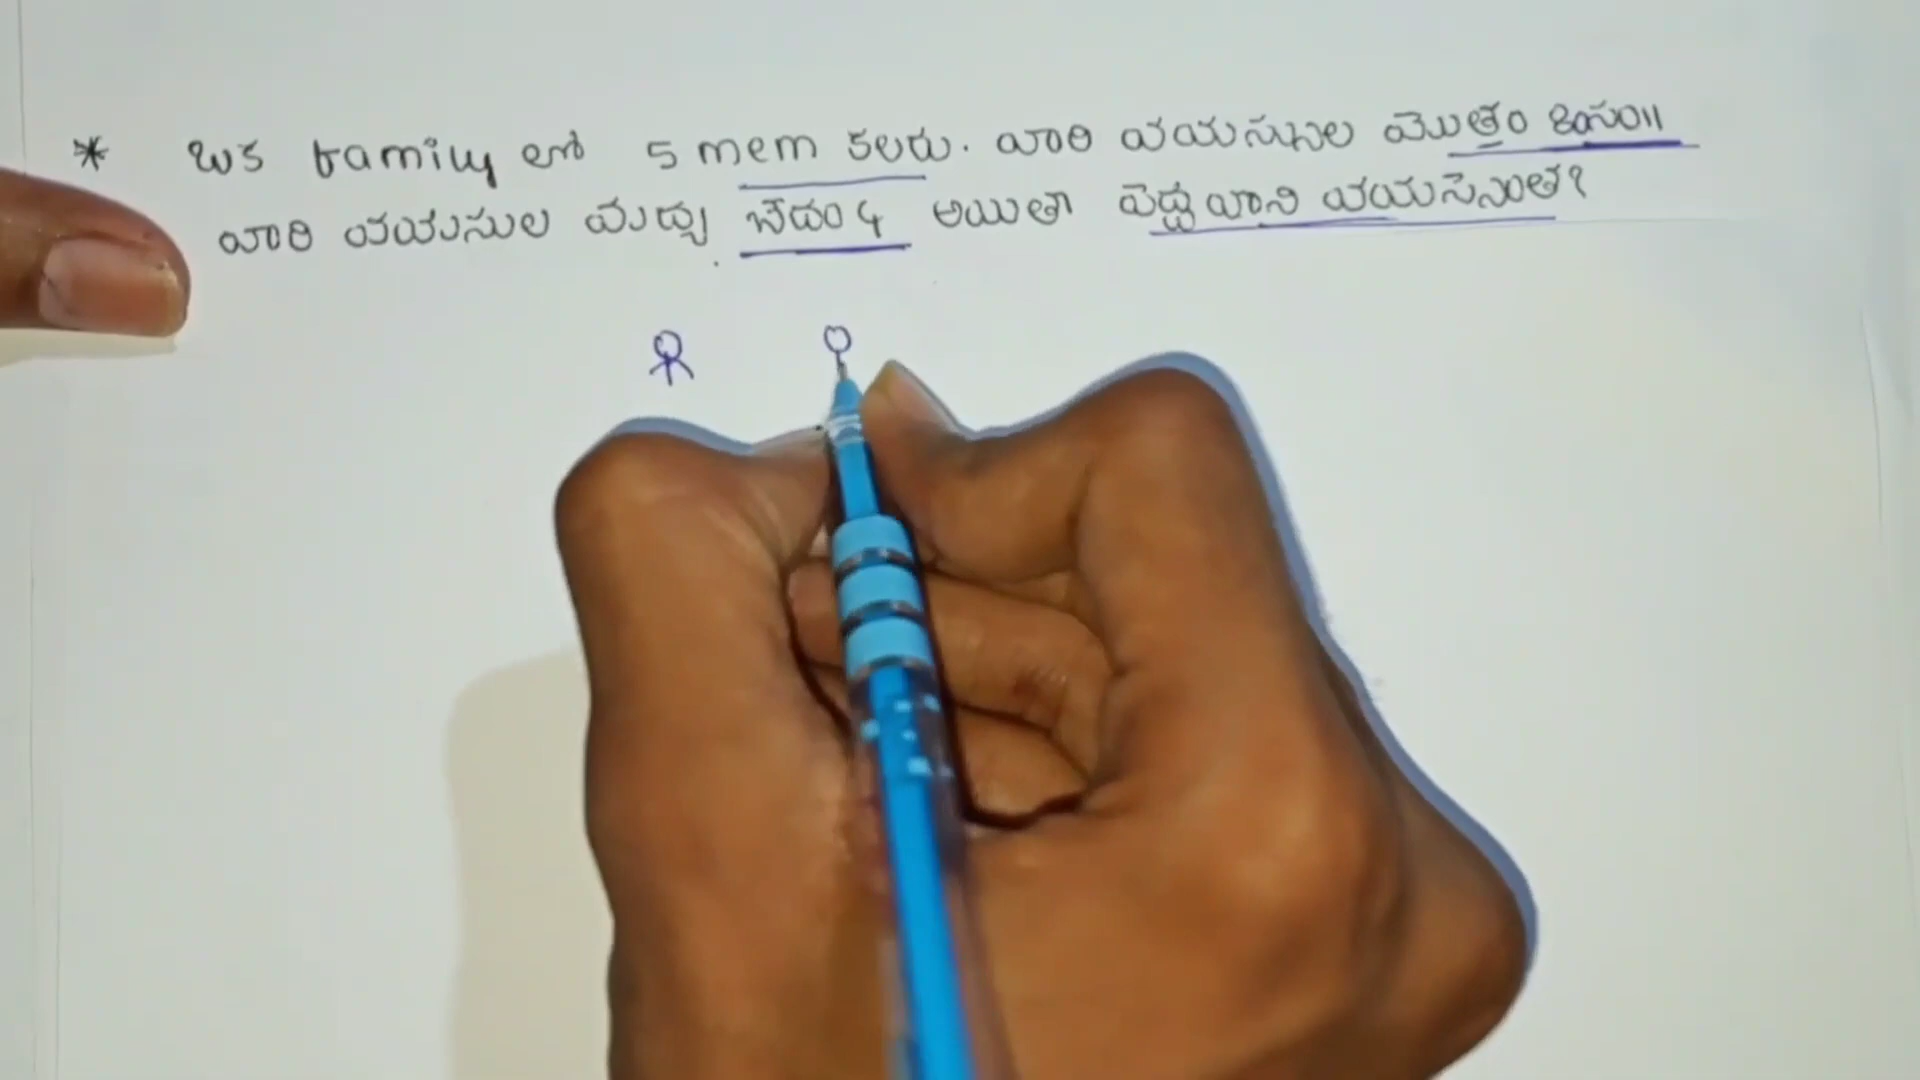 * ఒక family లో 5 mem కలరు. వారి వయస్సుల మొత్తం 80సం॥
వారి వయసుల మధ్య బేదం 4 అయితా పెద్దవాని వయసెనంత?